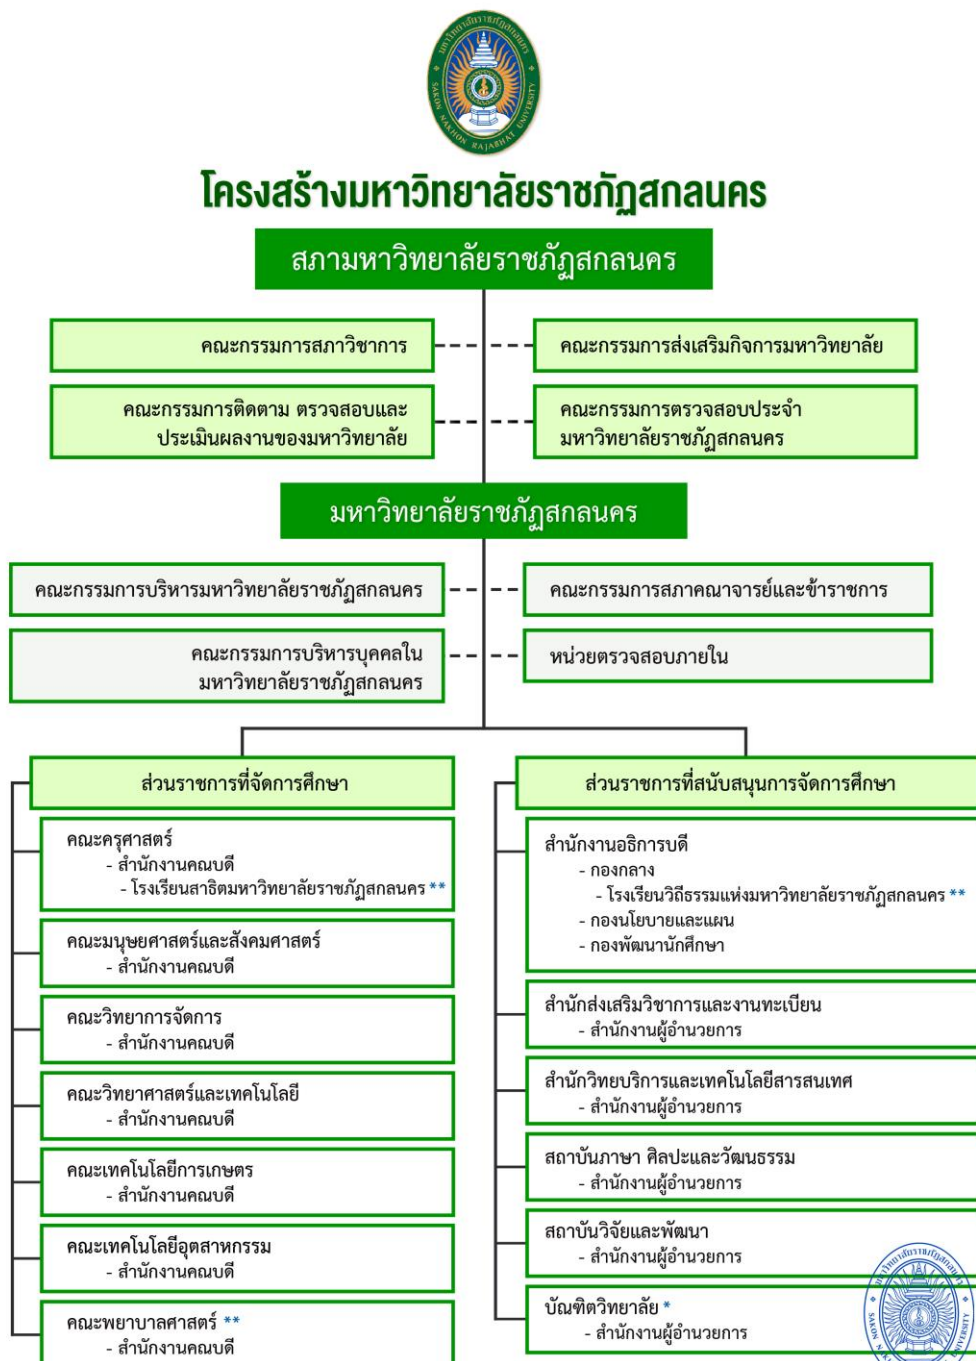 มหาวิทยาลัยราชภัฏสกลนคร
SAKON NAKHON RAJABHAT UNIVERSITY
โครงสร้างมหาวิทยาลัยราชภัฏสกลนคร
สภามหาวิทยาลัยราชภัฏสกลนคร
คณะกรรมการสภาวิชาการ
คณะกรรมการส่งเสริมกิจการมหาวิทยาลัย
คณะกรรมการติดตาม ตรวจสอบและ
ประเมินผลงานของมหาวิทยาลัย
คณะกรรมการตรวจสอบประจำ
มหาวิทยาลัยราชภัฏสกลนคร
มหาวิทยาลัยราชภัฏสกลนคร
คณะกรรมการบริหารมหาวิทยาลัยราชภัฏสกลนคร
คณะกรรมการสภาคณาจารย์และข้าราชการ
คณะกรรมการบริหารบุคคลใน
มหาวิทยาลัยราชภัฏสกลนคร
หน่วยตรวจสอบภายใน
ส่วนราชการที่จัดการศึกษา
คณะครุศาสตร์
- สำนักงานคณบดี
- โรงเรียนสาธิตมหาวิทยาลัยราชภัฏสกลนคร **
คณะมนุษยศาสตร์และสังคมศาสตร์
- สำนักงานคณบดี
คณะวิทยาการจัดการ
- สำนักงานคณบดี
คณะวิทยาศาสตร์และเทคโนโลยี
- สำนักงานคณบดี
คณะเทคโนโลยีการเกษตร
- สำนักงานคณบดี
คณะเทคโนโลยีอุตสาหกรรม
- สำนักงานคณบดี
คณะพยาบาลศาสตร์ **
- สำนักงานคณบดี
ส่วนราชการที่สนับสนุนการจัดการศึกษา
สำนักงานอธิการบดี
- กองกลาง
- โรงเรียนวิถีธรรมแห่งมหาวิทยาลัยราชภัฏสกลนคร **
- กองนโยบายและแผน
- กองพัฒนานักศึกษา
สำนักส่งเสริมวิชาการและงานทะเบียน
- สำนักงานผู้อำนวยการ
สำนักวิทยบริการและเทคโนโลยีสารสนเทศ
- สำนักงานผู้อำนวยการ
สถาบันภาษา ศิลปะและวัฒนธรรม
- สำนักงานผู้อำนวยการ
สถาบันวิจัยและพัฒนา
- สำนักงานผู้อำนวยการ
บัณฑิตวิทยาลัย *
- สำนักงานผู้อำนวยการ